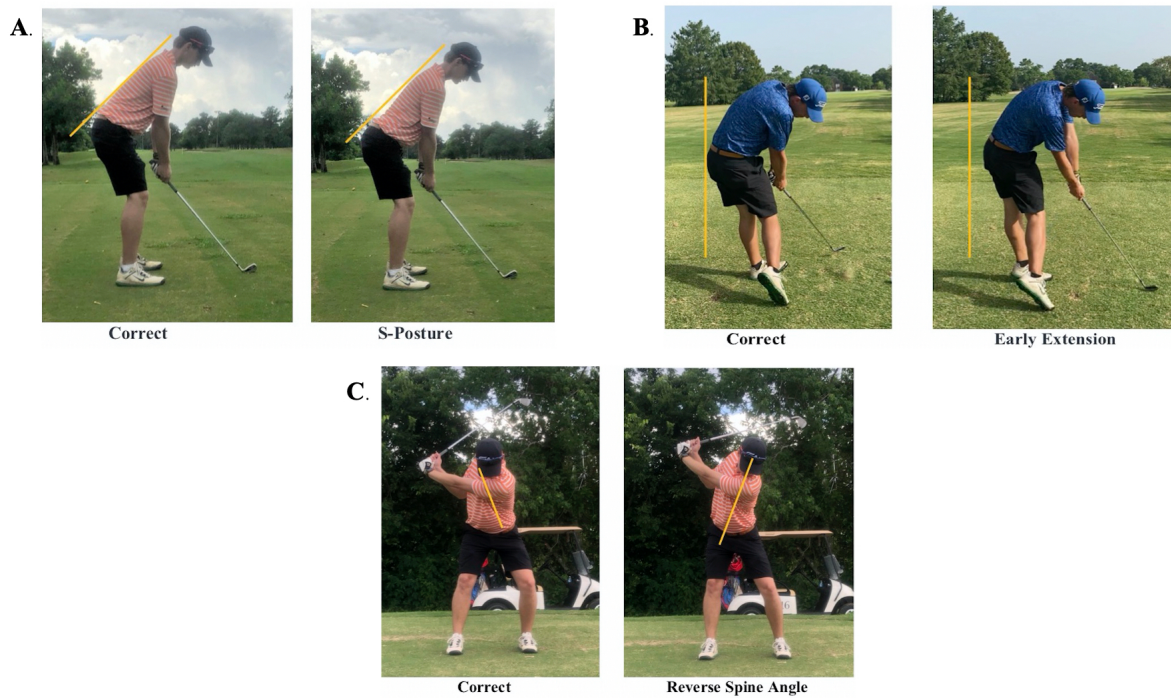 A.
Correct
S-Posture
B.
Correct
Early Extension
C.
Correct
Reverse Spine Angle